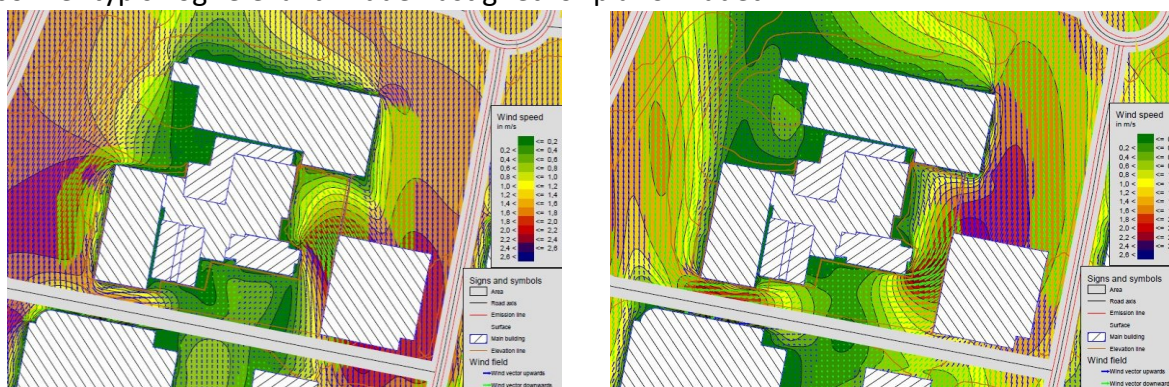 Wind speed
in m/s
<= 0,2
0,2 < <= 0,4
0,4 < <= 0,6
0,6 < <= 0,8
0,8 < <= 1,0
1,0 < <= 1,2
1,2 < <= 1,4
1,4 < <= 1,6
1,6 < <= 1,8
1,8 < <= 2,0
2,0 < <= 2,2
2,2 < <= 2,4
2,4 < <= 2,6
2,6 <
Signs and symbols
Area
Road axis
Emission line
Surface
Main building
Elevation line
Wind field
Wind vector upwards
Wind vector downwards
Wind speed
in m/s
<=
0,2 < <=
0,4 < <=
0,6 < <=
0,8 < <=
1,0 < <=
1,2 < <=
1,4 < <=
1,6 < <=
1,8 < <=
2,0 < <=
2,2 < <=
2,4 < <=
2,6 <
Signs and symbols
Area
Road axis
Emission line
Surface
Main building
Elevation line
Wind field
Wind vector upwards
Wind vector downwards